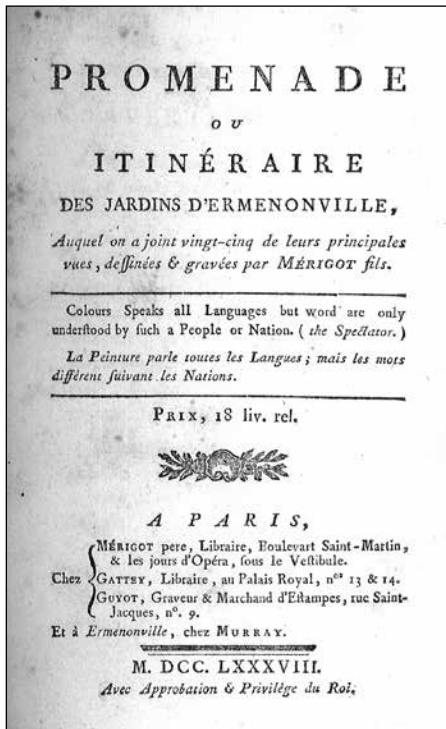 PROMENADE
OU
ITINÉRAIRE
DES JARDINS D'ERMENONVILLE,
Auquel on a joint vingt-cinq de leurs principales
vues, deſſinées & gravées par MÉRIGOT fils.
Colours Speaks all Languages but word are only
underſtood by ſuch a People or Nation. ( the Spectator. )
La Peinture parle toutes les Langues ; mais les mots
différent ſuivant les Nations.
PRIX, 18 liv. rel.
A PARIS,
MÉRIGOT pere, Libraire, Boulevart Saint-Martin,
& les jours d'Opéra, ſous le Veſtibule.
Chez GATTEY, Libraire, au Palais Royal, nos 13 & 14.
GUYOT, Graveur & Marchand d'Eſtampes, rue Saint-
Jacques, no. 9.
Et à Ermenonville, chez MURRAY.
M. DCC. LXXXVIII.
Avec Approbation & Privilège du Roi.